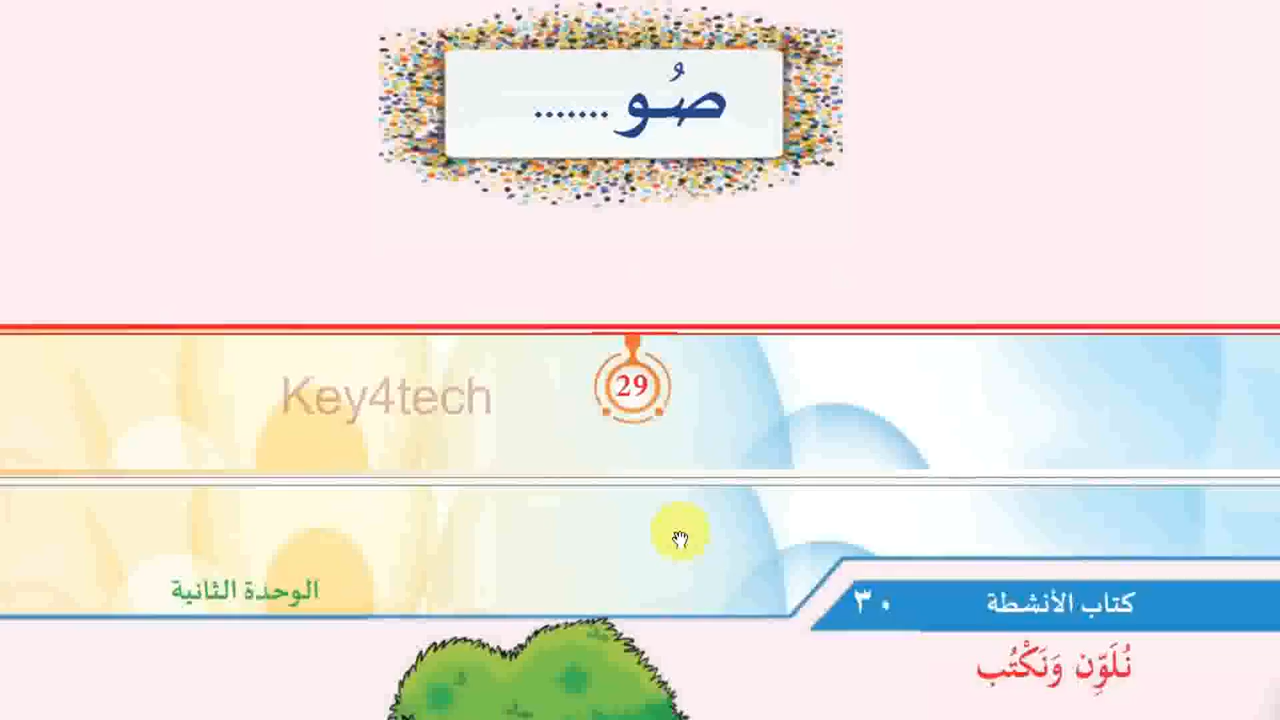 صُو.......
29
Key4tech
الوحدة الثانية
كتاب الأنشطة ٣٠
نُلَوِّن وَنَكْتُب